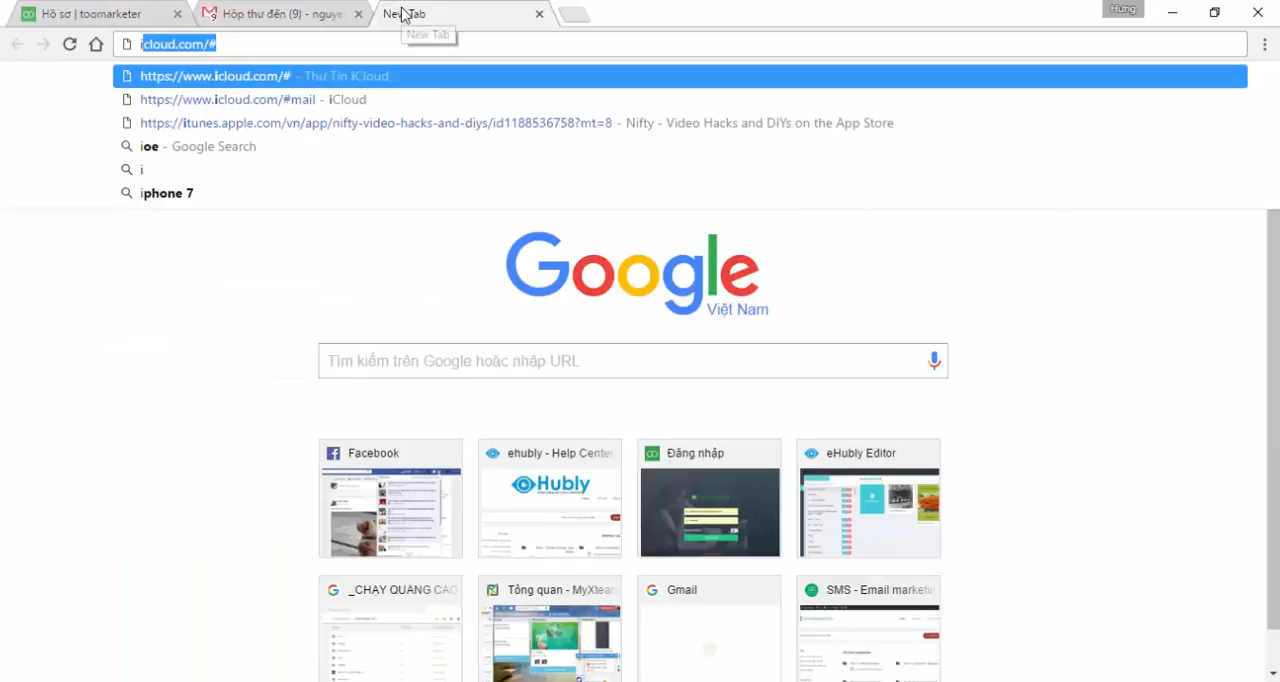 Hồ sơ | toomarketer
Hộp thư đến (9) - nguye
New Tab
Hưng
New Tab
icloud.com/#
https://www.icloud.com/# - Thư Tin iCloud
https://www.icloud.com/#mail - iCloud
https://itunes.apple.com/vn/app/nifty-video-hacks-and-diys/id1188536758?mt=8 - Nifty - Video Hacks and DIYs on the App Store
ioe - Google Search
i
iphone 7
Google
Việt Nam
Tìm kiếm trên Google hoặc nhập URL
Facebook
ehubly - Help Center
Đăng nhập
eHubly Editor
Hubly
_CHẠY QUẢNG CÁO
Tổng quan - MyXtean
Gmail
SMS - Email marketin